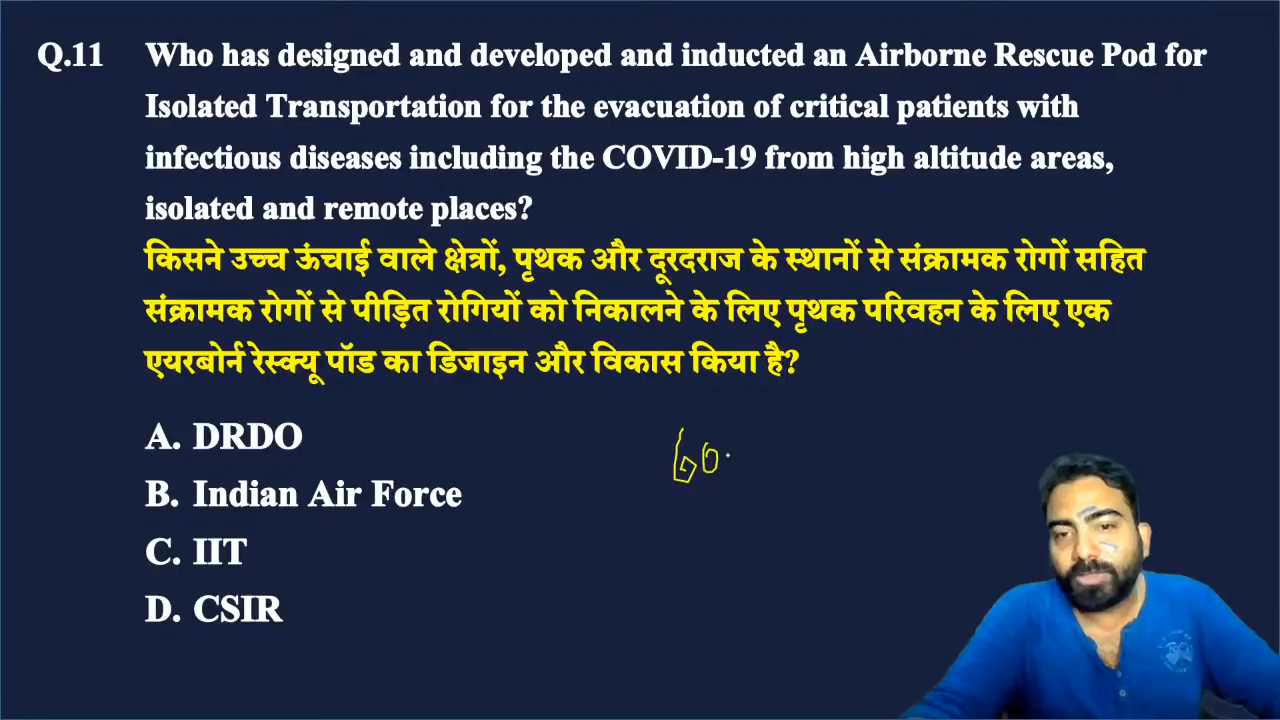 Q.11 Who has designed and developed and inducted an Airborne Rescue Pod for
Isolated Transportation for the evacuation of critical patients with
infectious diseases including the COVID-19 from high altitude areas,
isolated and remote places?
किसने उच्च ऊंचाई वाले क्षेत्रों, पृथक और दूरदराज के स्थानों से संक्रामक रोगों सहित
संक्रामक रोगों से पीड़ित रोगियों को निकालने के लिए पृथक परिवहन के लिए एक
एयरबोर्न रेस्क्यू पॉड का डिजाइन और विकास किया है?
A. DRDO
60
B. Indian Air Force
C. IIT
D. CSIR